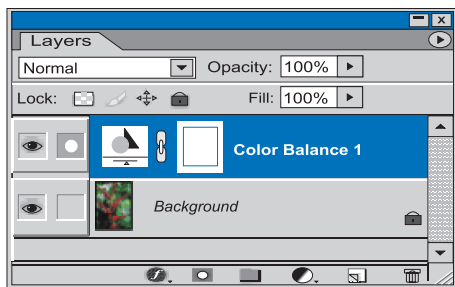 Layers
Normal Opacity: 100%
Lock: Fill: 100%
Color Balance 1
Background